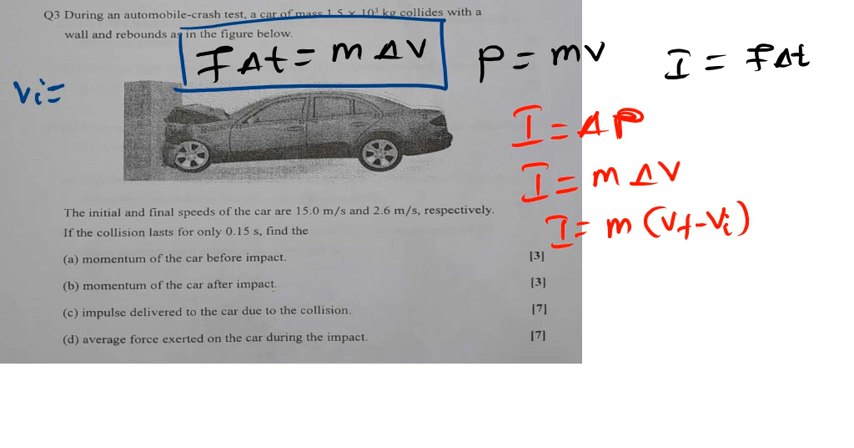 Q3 During an automobile-crash test, a car of mass 1.5 × 10³ kg collides with a
wall and rebounds as in the figure below.
F Δt = m ΔV
P = mv
I = FΔt
Vi =
I = ΔP
I = m ΔV
I = m (Vf - Vi)
The initial and final speeds of the car are 15.0 m/s and 2.6 m/s, respectively.
If the collision lasts for only 0.15 s, find the
(a) momentum of the car before impact. [3]
(b) momentum of the car after impact. [3]
(c) impulse delivered to the car due to the collision. [7]
(d) average force exerted on the car during the impact. [7]